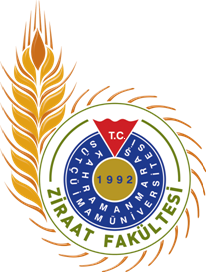 T.C.
KAHRAMANMARAŞ
SÜTÇÜ İMAM ÜNİVERSİTESİ
1992
ZİRAAT FAKÜLTESİ